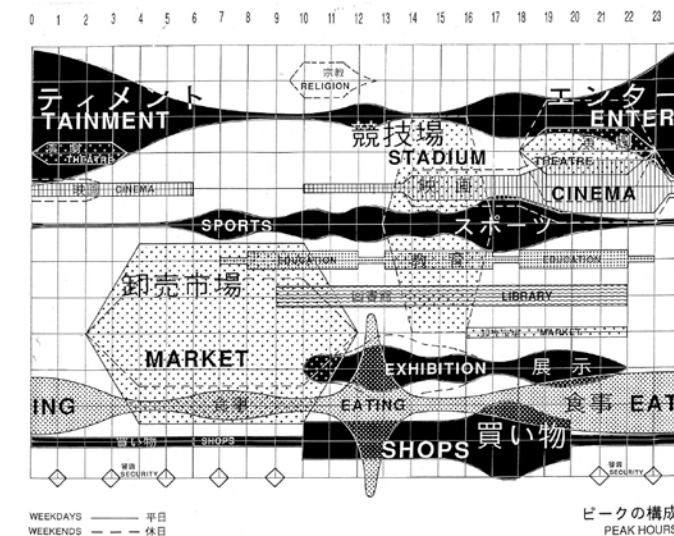 0 1 2 3 4 5 6 7 8 9 10 11 12 13 14 15 16 17 18 19 20 21 22 23
宗教
RELIGION
ティメント
TAINMENT
エンター
ENTER
競技場
STADIUM
演劇
THEATRE
演劇
THEATRE
映画 CINEMA
映画
CINEMA
SPORTS
スポーツ
EDUCATION
教育
EDUCATION
卸売市場
MARKET
図書館
LIBRARY
卸売市場 MARKET
EXHIBITION
展示
ING
食事
EATING
食事 EAT
買い物
SHOPS
SHOPS
買い物
警備
SECURITY
警備
SECURITY
WEEKDAYS 平日
WEEKENDS 休日
ピークの構成
PEAK HOURS